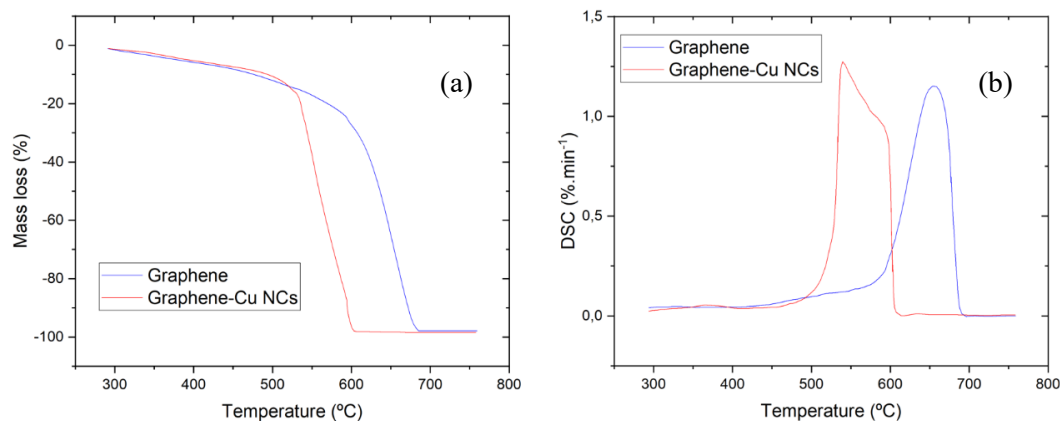 (a)
Mass loss (%)
0
-20
-40
-60
-80
-100
Graphene
Graphene-Cu NCs
300
400
500
600
700
800
Temperature (ºC)
(b)
DSC (%.min⁻¹)
1,5
1,0
0,5
0,0
Graphene
Graphene-Cu NCs
300
400
500
600
700
800
Temperature (ºC)